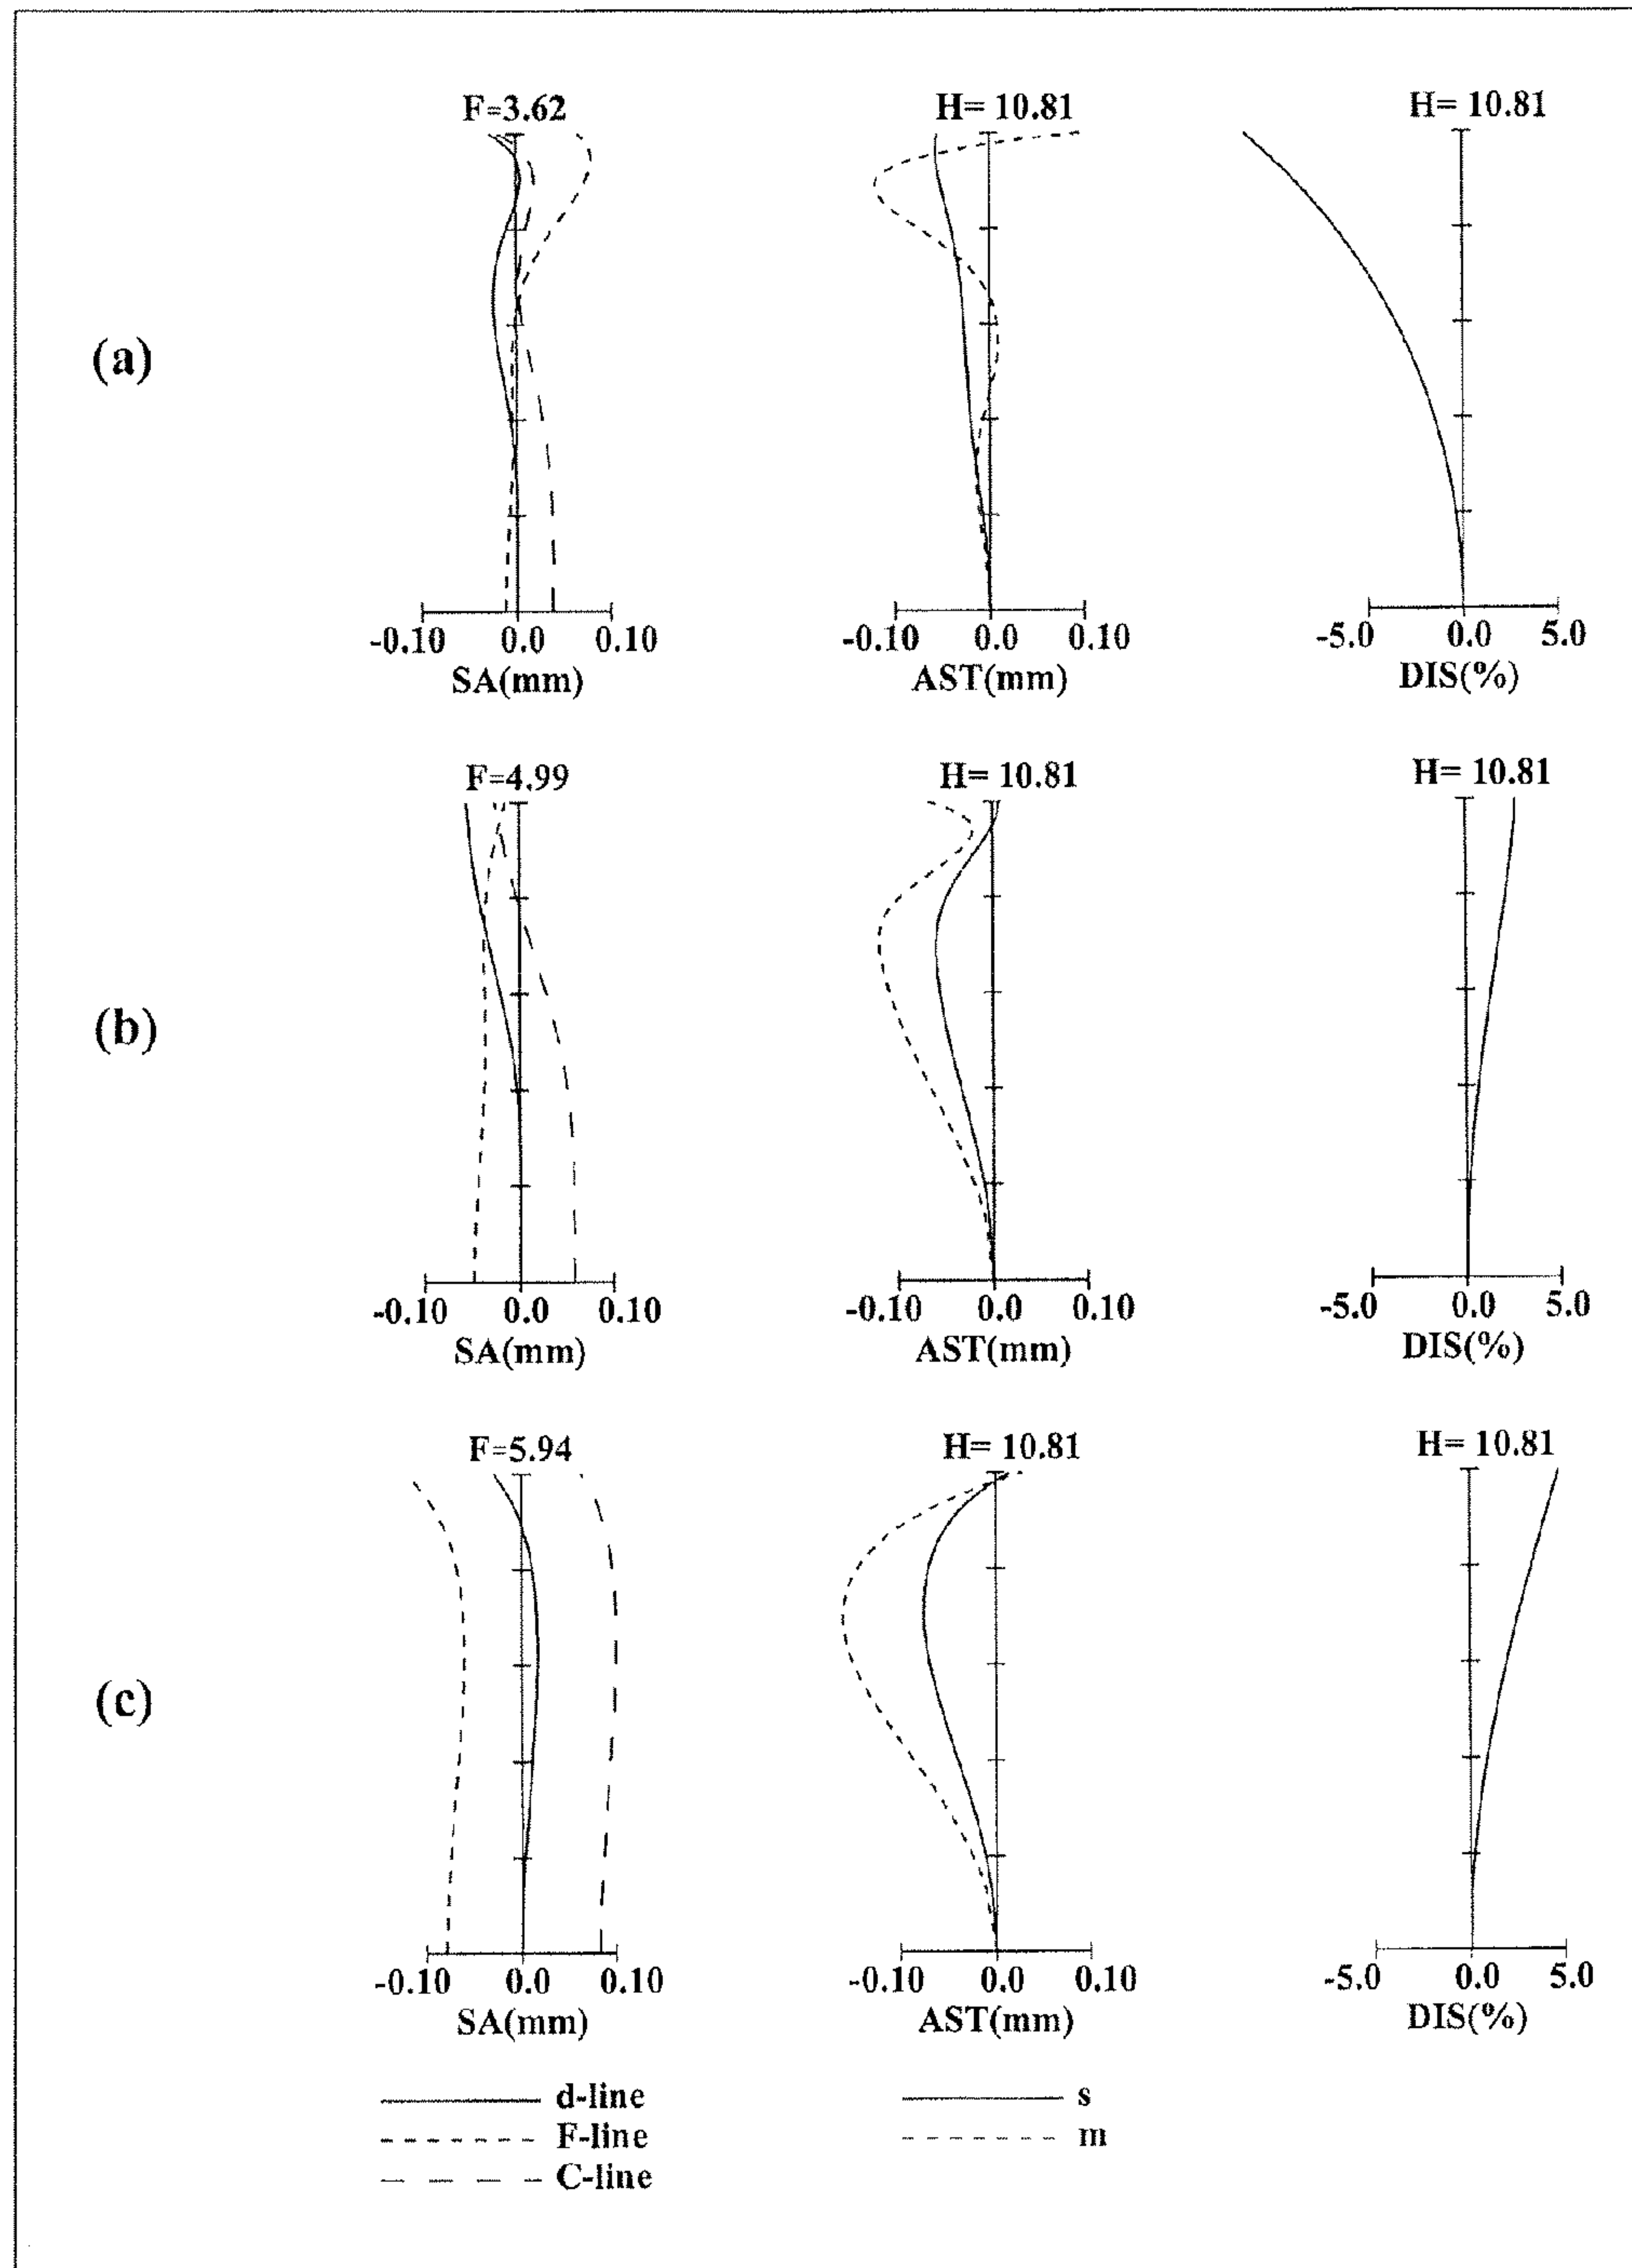 F=3.62 H= 10.81 H= 10.81
(a)
-0.10 0.0 0.10 -0.10 0.0 0.10 -5.0 0.0 5.0
SA(mm) AST(mm) DIS(%)
F=4.99 H= 10.81 H= 10.81
(b)
-0.10 0.0 0.10 -0.10 0.0 0.10 -5.0 0.0 5.0
SA(mm) AST(mm) DIS(%)
F=5.94 H= 10.81 H= 10.81
(c)
-0.10 0.0 0.10 -0.10 0.0 0.10 -5.0 0.0 5.0
SA(mm) AST(mm) DIS(%)
d-line s
F-line m
C-line